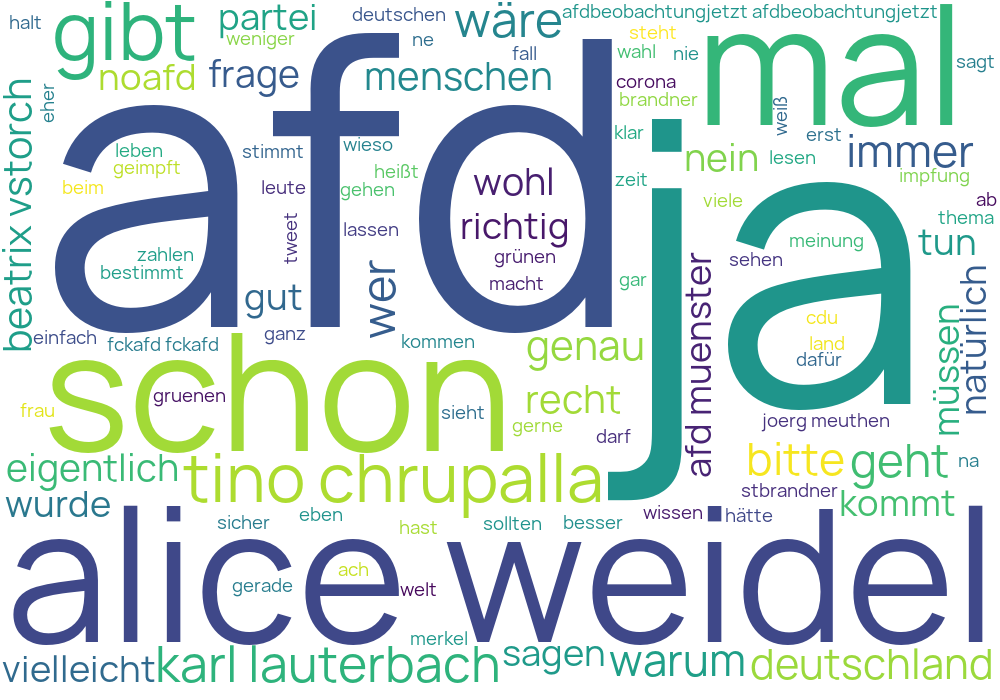 halt
gibt
partei
weniger
deutschen
ne
wäre
fall
afdbeobachtungjetzt afdbeobachtungjetzt
steht
wahl
nie
mal
sagt
noafd
frage
menschen
corona
brandner
weiß
eher
afd
beatrix vstorch
leben
geimpft
beim
stimmt
wieso
heißt
leute
gehen
klar
erst
immer
ja
nein
lesen
impfung
zeit
viele
ab
thema
wohl
richtig
tweet
lassen
grünen
macht
zahlen
bestimmt
gar
meinung
sehen
tun
gut
wer
afd muenster
natürlich
müssen
cdu
land
dafür
einfach
fckafd fckafd
ganz
kommen
genau
schon
gruenen
frau
sieht
recht
gerne
darf
joerg meuthen
eigentlich
tino chrupalla
bitte
geht
na
wurde
stbrandner
kommt
sicher
eben
hast
sollten
besser
wissen
hätte
alice weidel
ach
gerade
welt
merkel
vielleicht
karl lauterbach
sagen
warum
deutschland